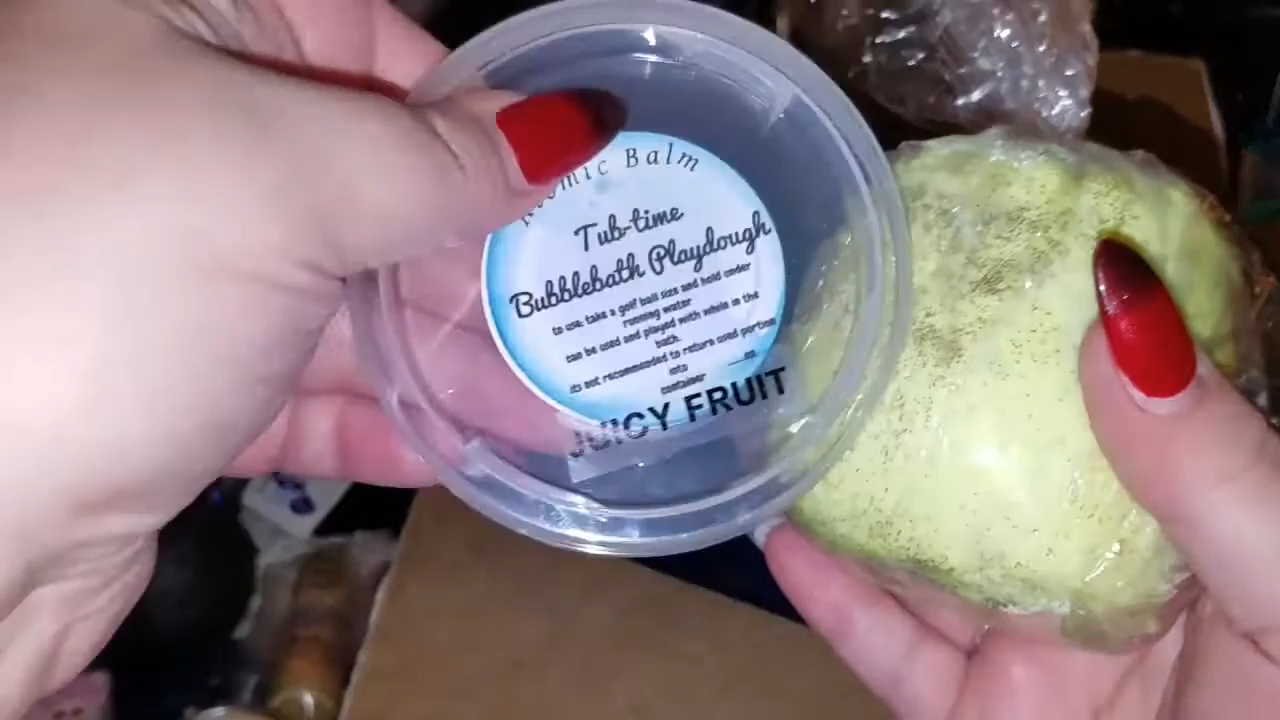 Balm
Tub-time
Bubblebath Playdough
to use: take a golf ball size and hold under
running water
can be used and played with while in the
bath.
its not recommended to return used portion
into
container
JUICY FRUIT